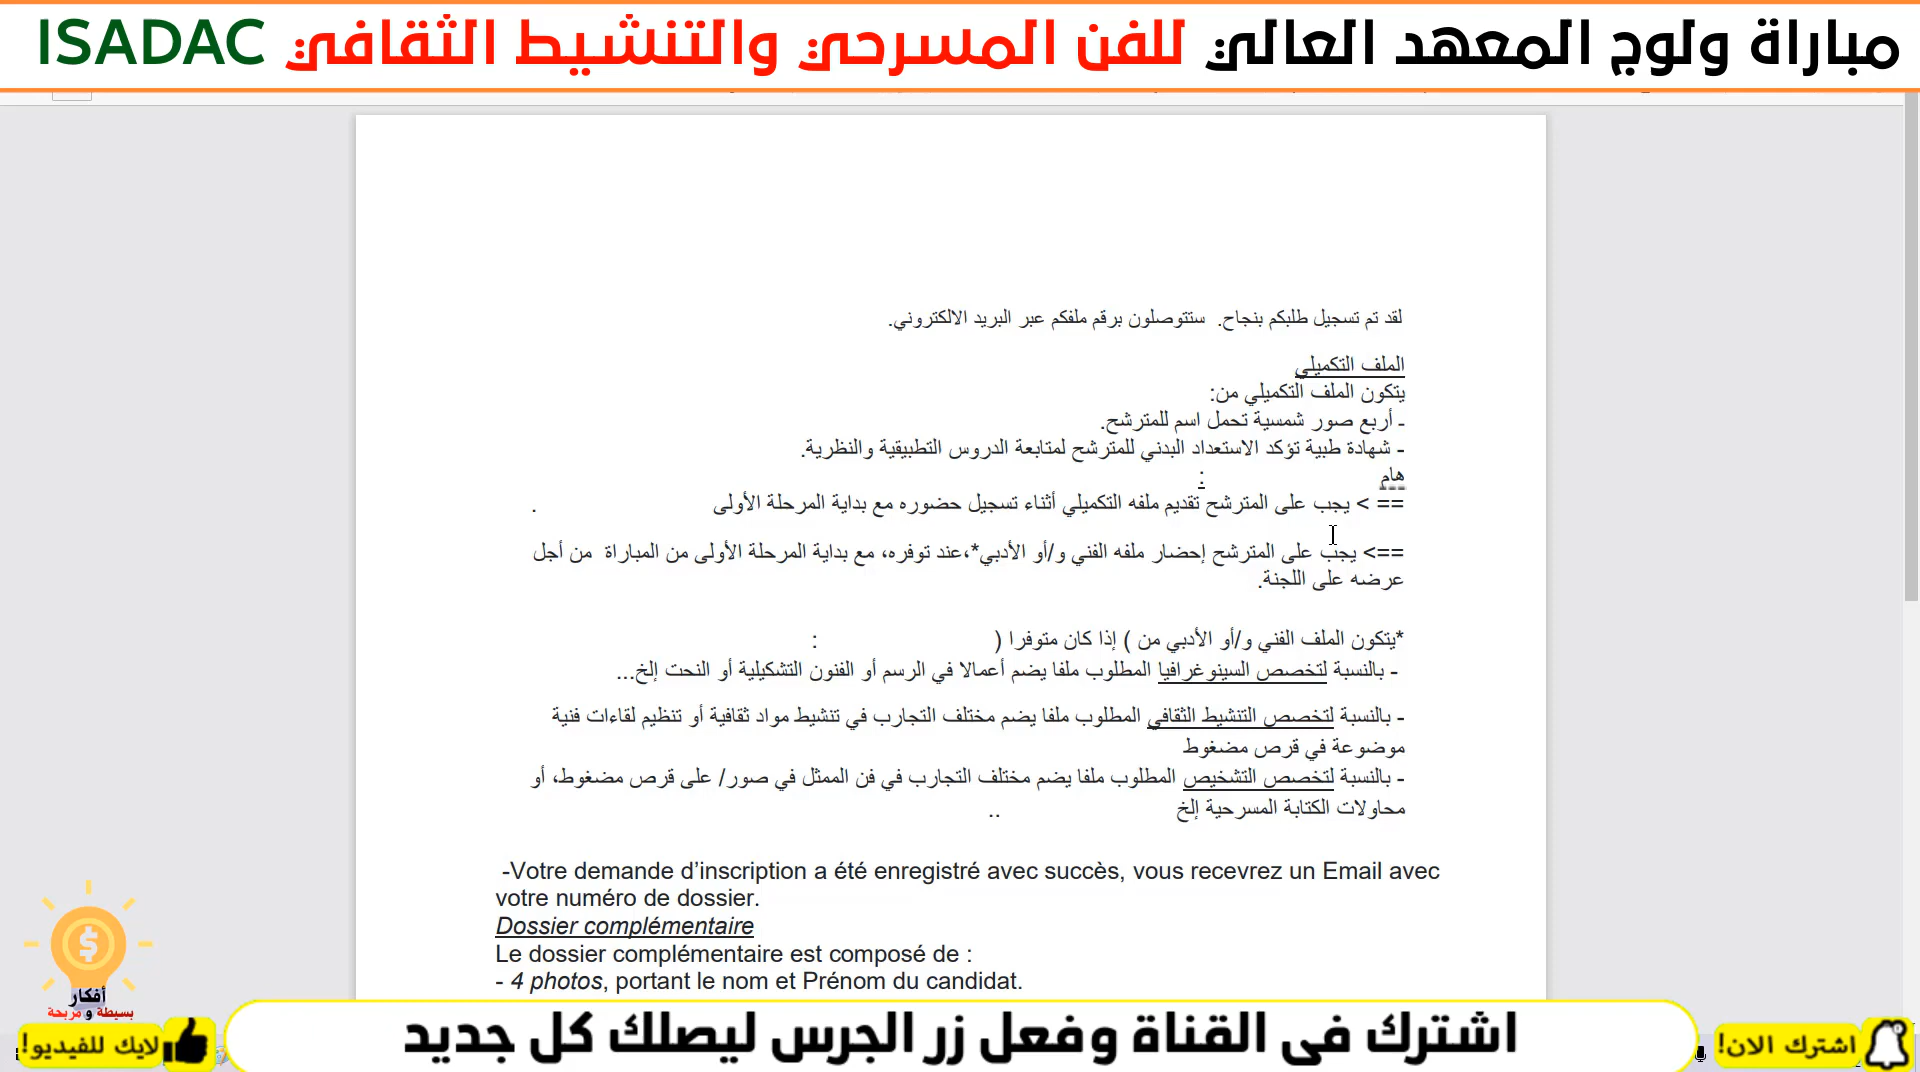 مباراة ولوج المعهد العالي للفن المسرحي والتنشيط الثقافي ISADAC
لقد تم تسجيل طلبكم بنجاح. ستتوصلون برقم ملفكم عبر البريد الالكتروني.
الملف التكميلي
يتكون الملف التكميلي من:
- أربع صور شمسية تحمل اسم للمترشح.
- شهادة طبية تؤكد الاستعداد البدني للمترشح لمتابعة الدروس التطبيقية والنظرية.
هام :
== > يجب على المترشح تقديم ملفه التكميلي أثناء تسجيل حضوره مع بداية المرحلة الأولى .
==> يجب على المترشح إحضار ملفه الفني و/أو الأدبي*،عند توفره، مع بداية المرحلة الأولى من المباراة من أجل
عرضه على اللجنة.
*يتكون الملف الفني و/أو الأدبي من ) إذا كان متوفرا ( :
- بالنسبة لتخصص السينوغرافيا المطلوب ملفا يضم أعمالا في الرسم أو الفنون التشكيلية أو النحت إلخ...
- بالنسبة لتخصص التنشيط الثقافي المطلوب ملفا يضم مختلف التجارب في تنشيط مواد ثقافية أو تنظيم لقاءات فنية
موضوعة في قرص مضغوط
- بالنسبة لتخصص التشخيص المطلوب ملفا يضم مختلف التجارب في فن الممثل في صور/ على قرص مضغوط، أو
محاولات الكتابة المسرحية إلخ ..
-Votre demande d’inscription a été enregistré avec succès, vous recevrez un Email avec
votre numéro de dossier.
Dossier complémentaire
Le dossier complémentaire est composé de :
- 4 photos, portant le nom et Prénom du candidat.
أفكار
بسيطة و مربحة
لايك للفيديو!
اشترك فى القناة وفعل زر الجرس ليصلك كل جديد
اشترك الان!